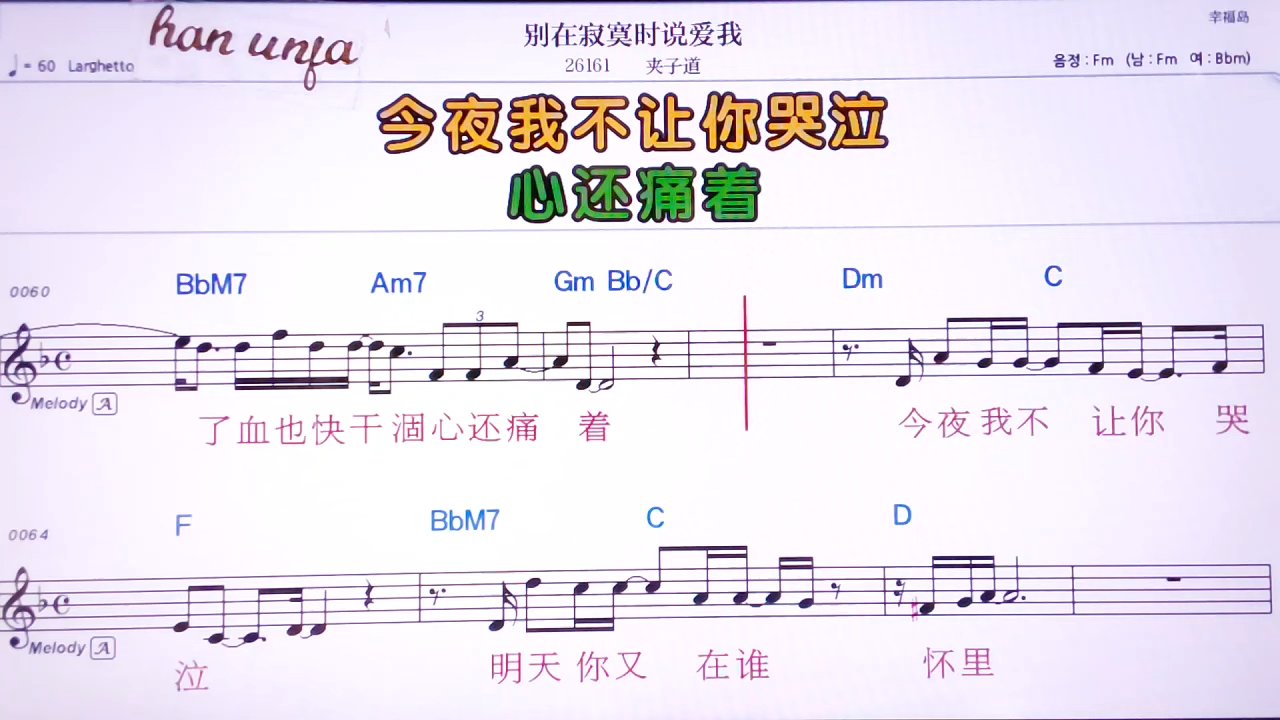 han unfa
别在寂寞时说爱我
幸福岛
♩= 60 Larghetto
26161 夹子道
음정 : Fm (남 : Fm 여 : Bbm)
今夜我不让你哭泣
心还痛着
0060
BbM7 Am7 Gm Bb/C Dm C
3
Melody A
了血也快干涸心还痛 着 今夜我不 让你 哭
0064
F BbM7 C D
Melody A
泣 明天你又 在谁 怀里